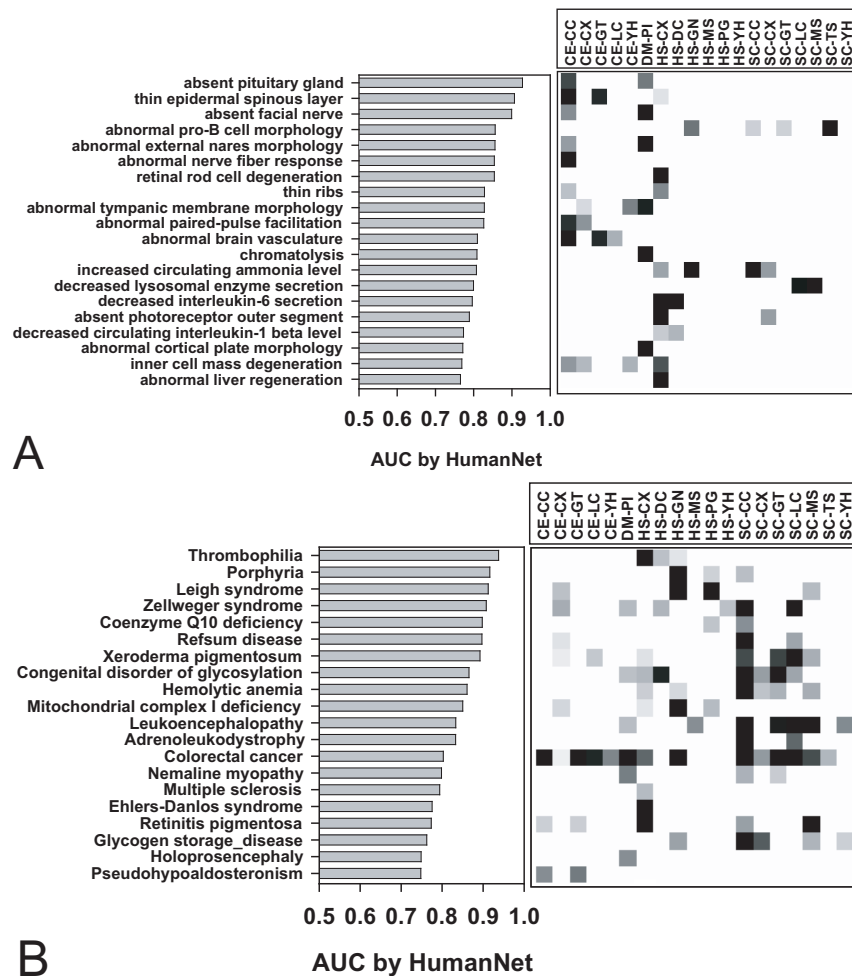 CE-CC CE-CX CE-GT CE-LC CE-YH DM-PI HS-CX HS-DC HS-GN HS-MS HS-PG HS-YH SC-CC SC-CX SC-GT SC-LC SC-MS SC-TS SC-YH
absent pituitary gland
thin epidermal spinous layer
absent facial nerve
abnormal pro-B cell morphology
abnormal external nares morphology
abnormal nerve fiber response
retinal rod cell degeneration
thin ribs
abnormal tympanic membrane morphology
abnormal paired-pulse facilitation
abnormal brain vasculature
chromatolysis
increased circulating ammonia level
decreased lysosomal enzyme secretion
decreased interleukin-6 secretion
absent photoreceptor outer segment
decreased circulating interleukin-1 beta level
abnormal cortical plate morphology
inner cell mass degeneration
abnormal liver regeneration
0.5 0.6 0.7 0.8 0.9 1.0
A
AUC by HumanNet
CE-CC CE-CX CE-GT CE-LC CE-YH DM-PI HS-CX HS-DC HS-GN HS-MS HS-PG HS-YH SC-CC SC-CX SC-GT SC-LC SC-MS SC-TS SC-YH
Thrombophilia
Porphyria
Leigh syndrome
Zellweger syndrome
Coenzyme Q10 deficiency
Refsum disease
Xeroderma pigmentosum
Congenital disorder of glycosylation
Hemolytic anemia
Mitochondrial complex I deficiency
Leukoencephalopathy
Adrenoleukodystrophy
Colorectal cancer
Nemaline myopathy
Multiple sclerosis
Ehlers-Danlos syndrome
Retinitis pigmentosa
Glycogen storage_disease
Holoprosencephaly
Pseudohypoaldosteronism
0.5 0.6 0.7 0.8 0.9 1.0
B
AUC by HumanNet